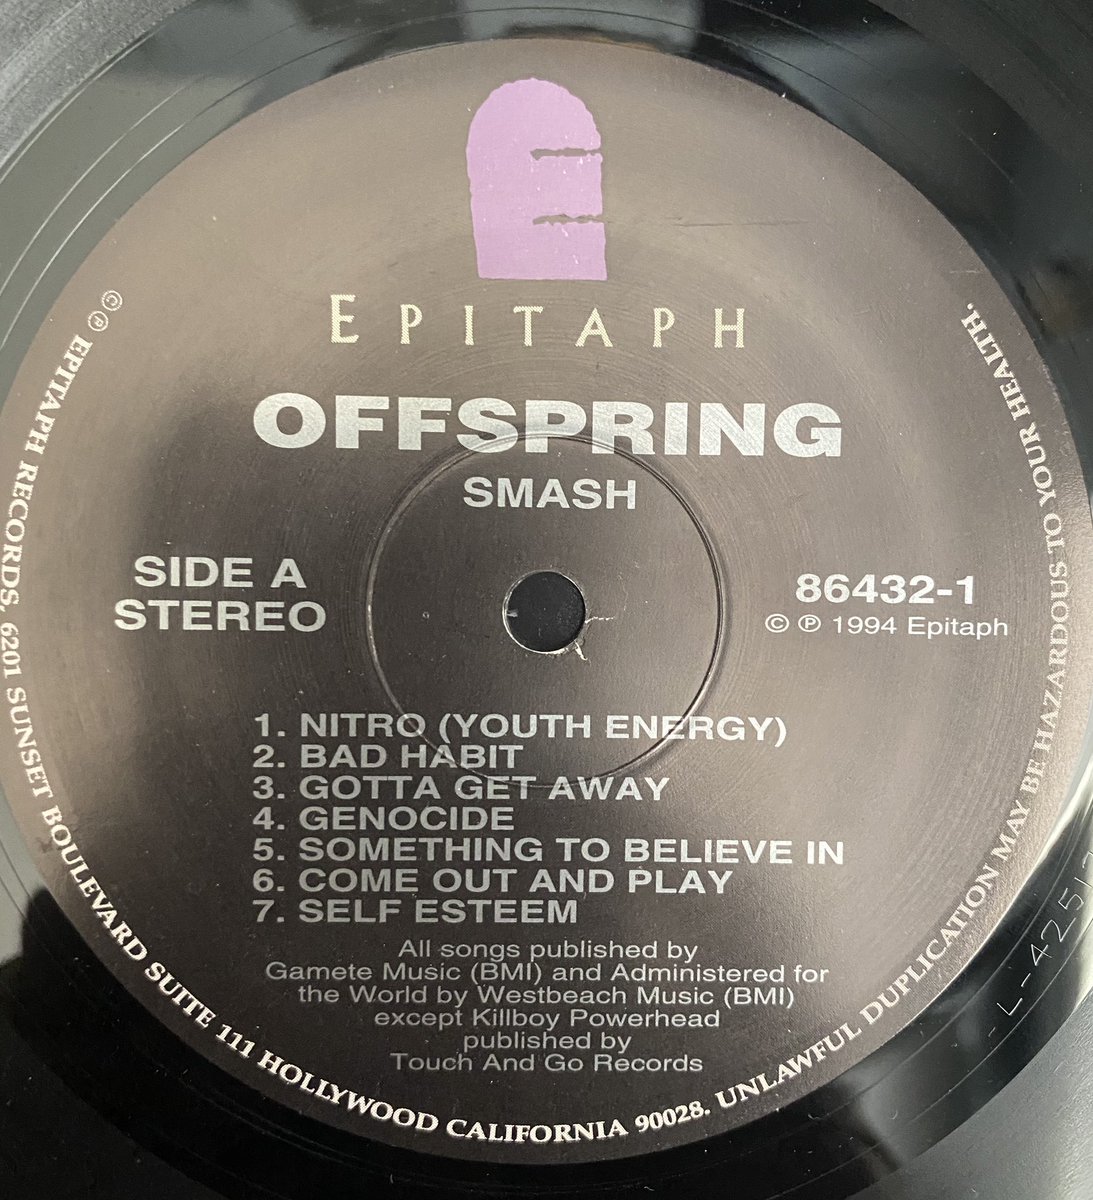 EPITAPH
OFFSPRING
SMASH
SIDE A
STEREO
86432-1
© ℗ 1994 Epitaph
1. NITRO (YOUTH ENERGY)
2. BAD HABIT
3. GOTTA GET AWAY
4. GENOCIDE
5. SOMETHING TO BELIEVE IN
6. COME OUT AND PLAY
7. SELF ESTEEM
All songs published by
Gamete Music (BMI) and Administered for
the World by Westbeach Music (BMI)
except Killboy Powerhead
published by
Touch And Go Records
© ℗ EPITAPH RECORDS, 6201 SUNSET BOULEVARD SUITE 111 HOLLYWOOD CALIFORNIA 90028. UNLAWFUL DUPLICATION MAY BE HAZARDOUS TO YOUR HEALTH.